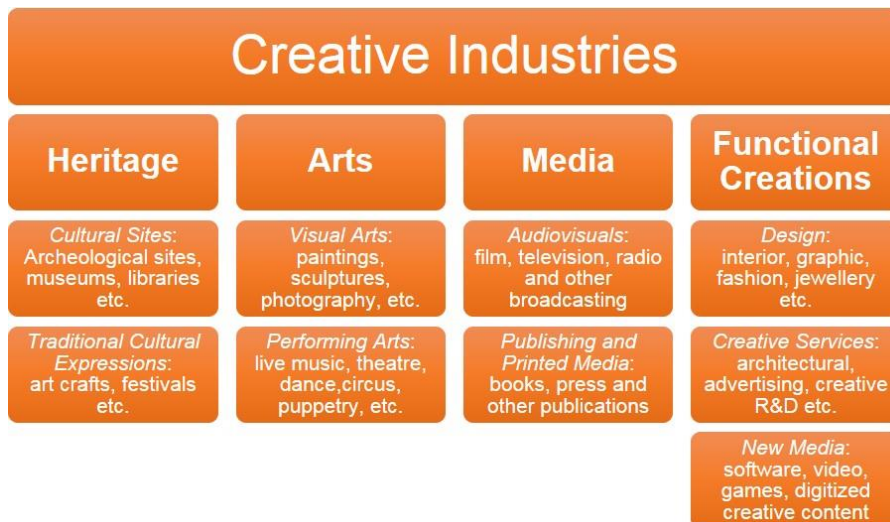 Creative Industries
Heritage
Arts
Media
Functional
Creations
Cultural Sites:
Archeological sites,
museums, libraries
etc.
Visual Arts:
paintings,
sculptures,
photography, etc.
Audiovisuals:
film, television, radio
and other
broadcasting
Design:
interior, graphic,
fashion, jewellery
etc.
Traditional Cultural
Expressions:
art crafts, festivals
etc.
Performing Arts:
live music, theatre,
dance,circus,
puppetry, etc.
Publishing and
Printed Media:
books, press and
other publications
Creative Services:
architectural,
advertising, creative
R&D etc.
New Media:
software, video,
games, digitized
creative content